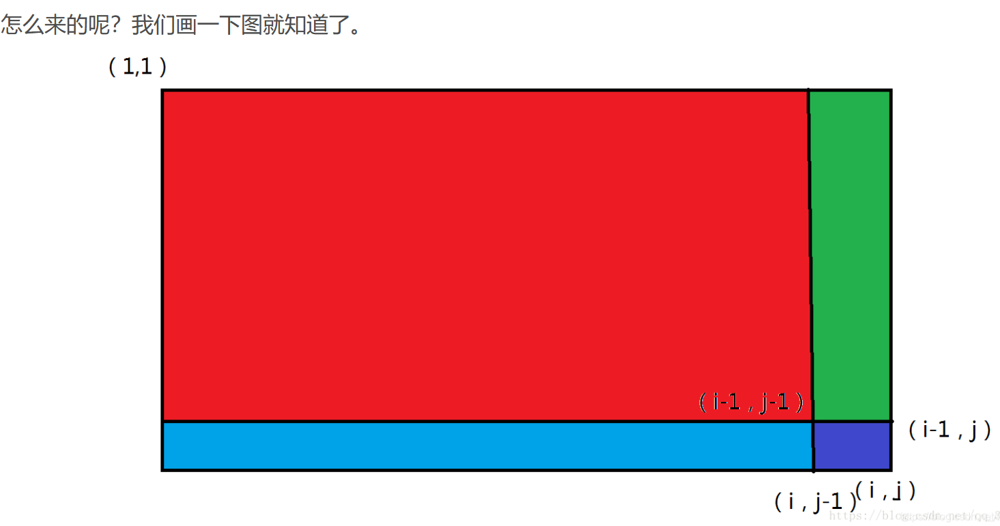 怎么来的呢？我们画一下图就知道了。
( 1,1 )
( i-1 , j-1 )
( i-1 , j )
( i , j )
( i , j-1 )